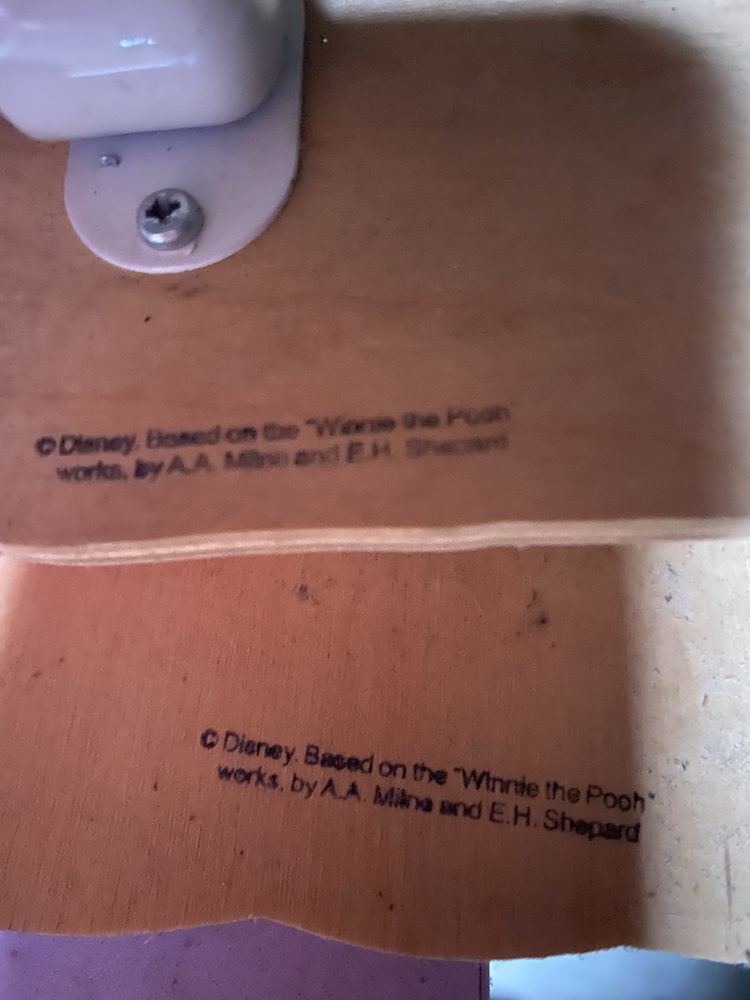 © Disney. Based on the "Winnie the Pooh"
works, by A.A. Milne and E.H. Shepard
© Disney. Based on the "Winnie the Pooh"
works, by A.A. Milne and E.H. Shepard